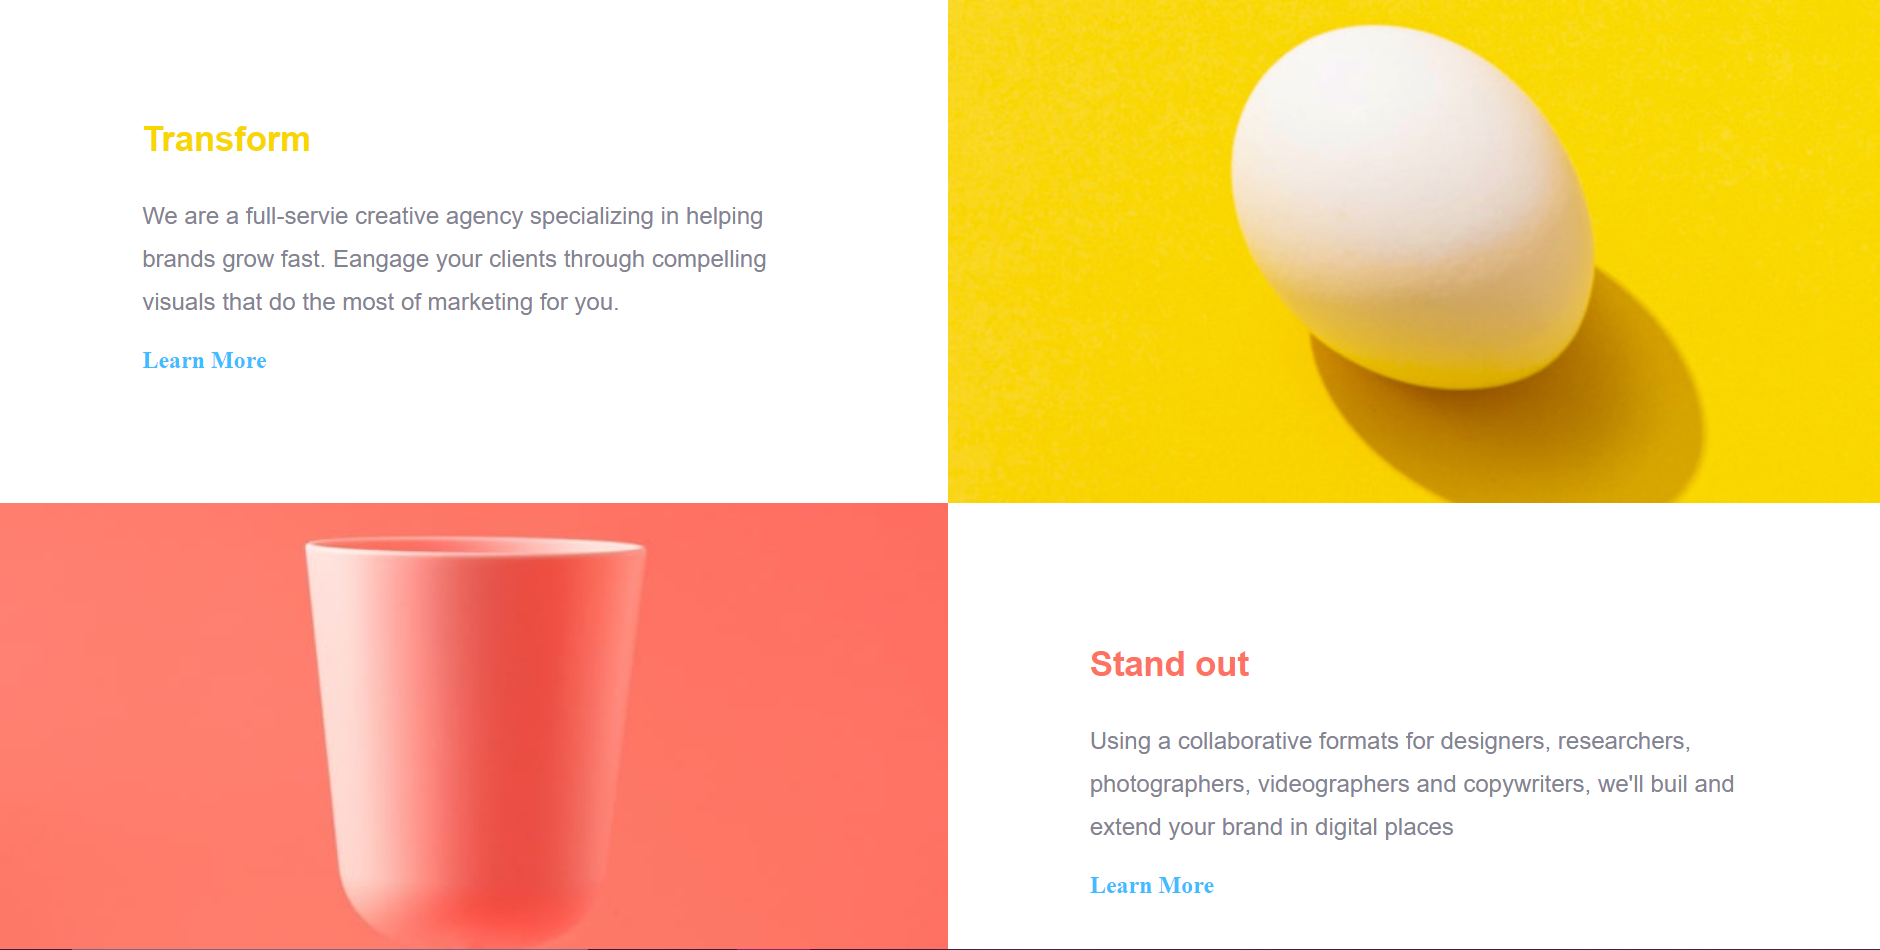 Transform
We are a full-servie creative agency specializing in helping
brands grow fast. Eangage your clients through compelling
visuals that do the most of marketing for you.
Learn More
Stand out
Using a collaborative formats for designers, researchers,
photographers, videographers and copywriters, we'll buil and
extend your brand in digital places
Learn More